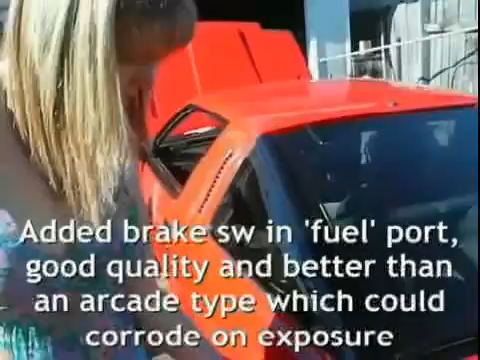 Added brake sw in 'fuel' port,
good quality and better than
an arcade type which could
corrode on exposure